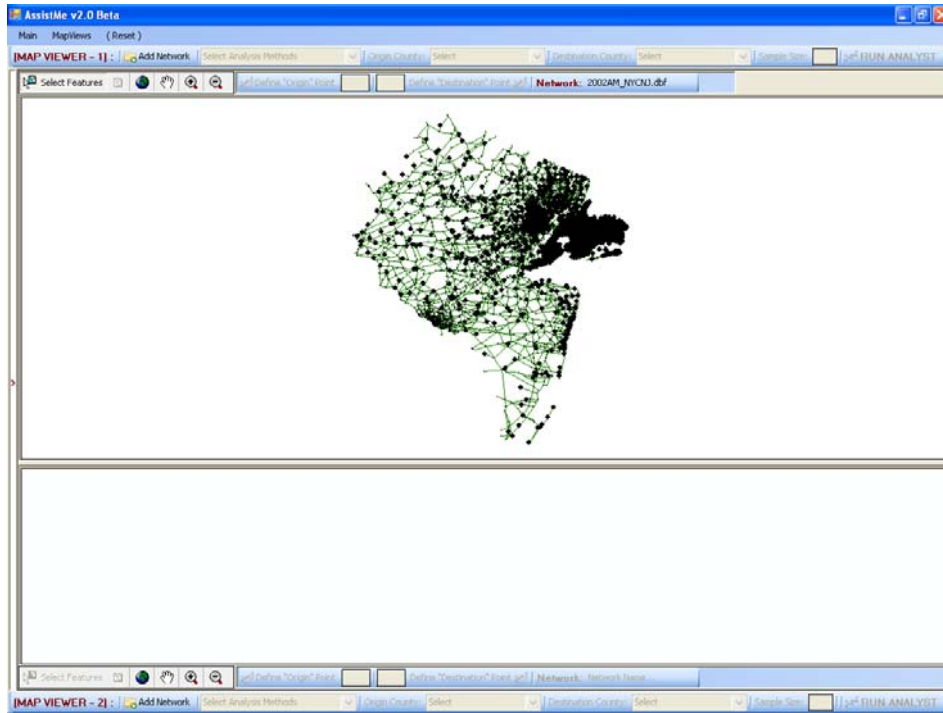 AssistMe v2.0 Beta
Main MapViews ( Reset )
[MAP VIEWER - 1] : Add Network Select Analysis Methods Origin County: Select Destination County: Select Sample Size: RUN ANALYST
Select Features Define "Origin" Point Define "Destination" Point Network: 2002AM_NYCNJ.dbf
Select Features Define "Origin" Point Define "Destination" Point Network: Network Name...
[MAP VIEWER - 2] : Add Network Select Analysis Methods Origin County: Select Destination County: Select Sample Size: RUN ANALYST